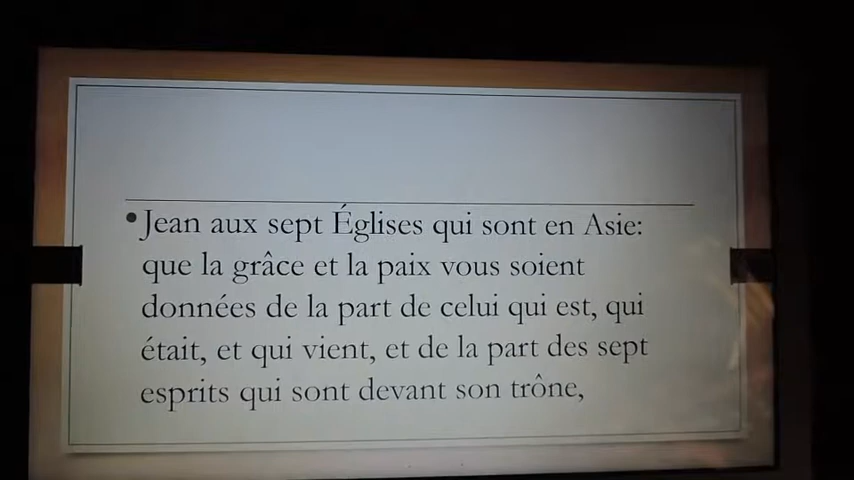 •Jean aux sept Églises qui sont en Asie:
que la grâce et la paix vous soient
données de la part de celui qui est, qui
était, et qui vient, et de la part des sept
esprits qui sont devant son trône,